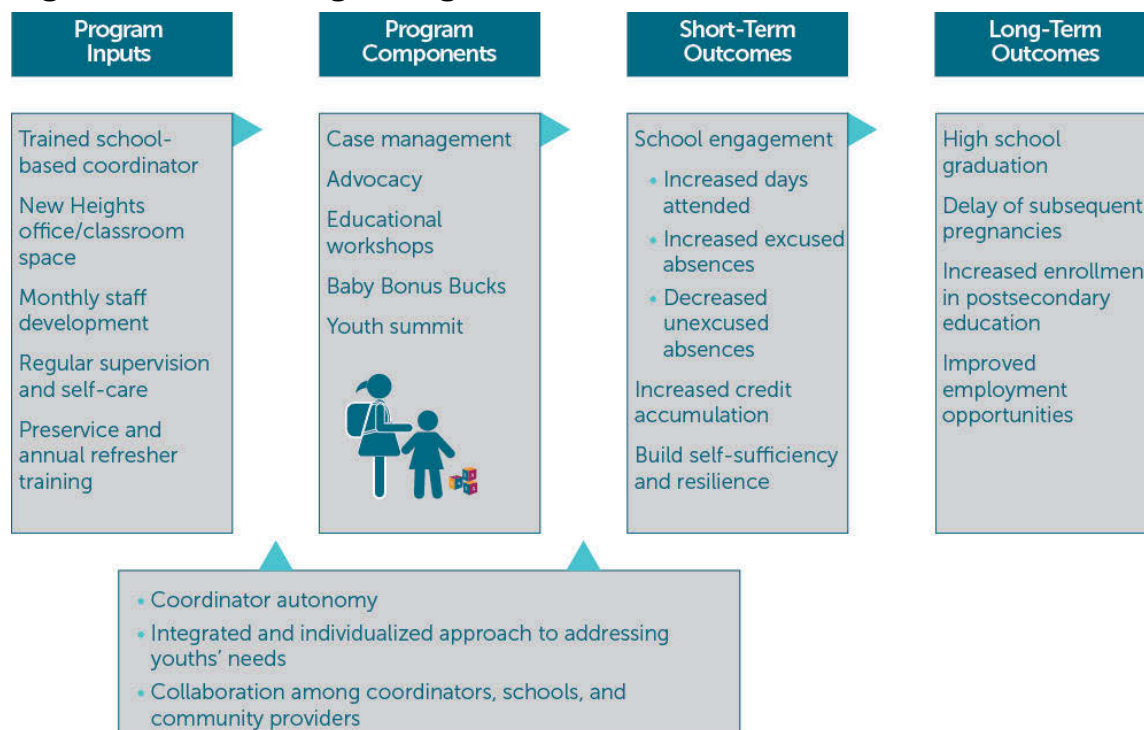 Program
Inputs
Program
Components
Short-Term
Outcomes
Long-Term
Outcomes
Trained school-
based coordinator
New Heights
office/classroom
space
Monthly staff
development
Regular supervision
and self-care
Preservice and
annual refresher
training
Case management
Advocacy
Educational
workshops
Baby Bonus Bucks
Youth summit
School engagement
• Increased days
attended
• Increased excused
absences
• Decreased
unexcused
absences
Increased credit
accumulation
Build self-sufficiency
and resilience
High school
graduation
Delay of subsequent
pregnancies
Increased enrollmen
in postsecondary
education
Improved
employment
opportunities
• Coordinator autonomy
• Integrated and individualized approach to addressing
youths' needs
• Collaboration among coordinators, schools, and
community providers